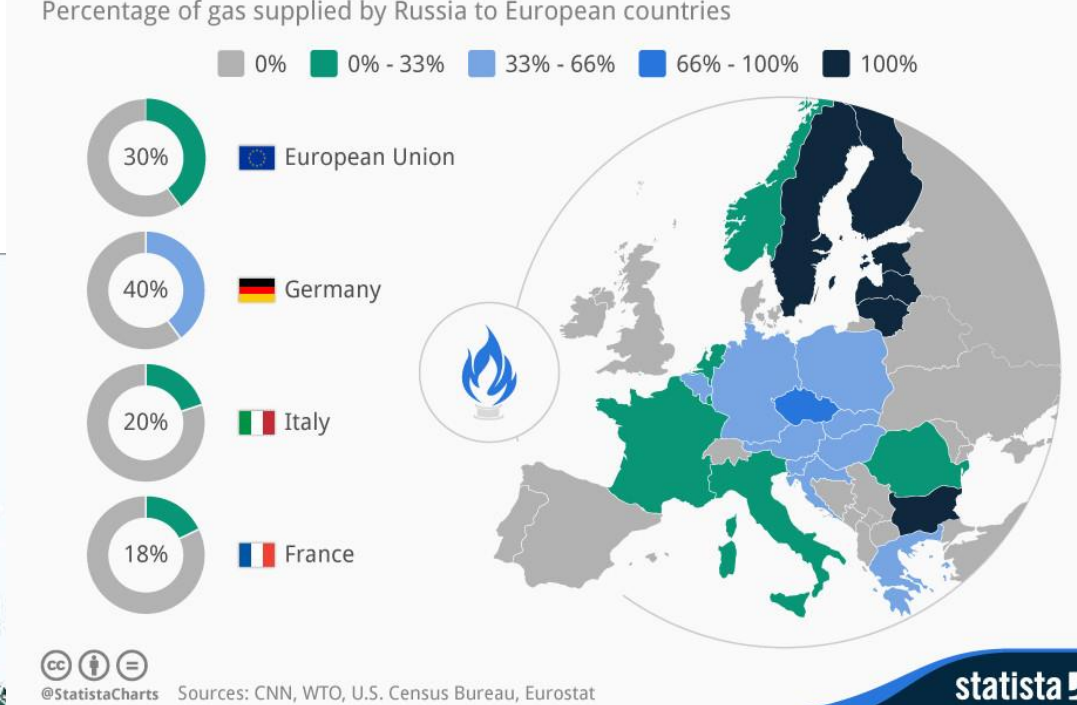 Percentage of gas supplied by Russia to European countries
0% 0% - 33% 33% - 66% 66% - 100% 100%
30% European Union
40% Germany
20% Italy
18% France
cc
@StatistaCharts Sources: CNN, WTO, U.S. Census Bureau, Eurostat
statista